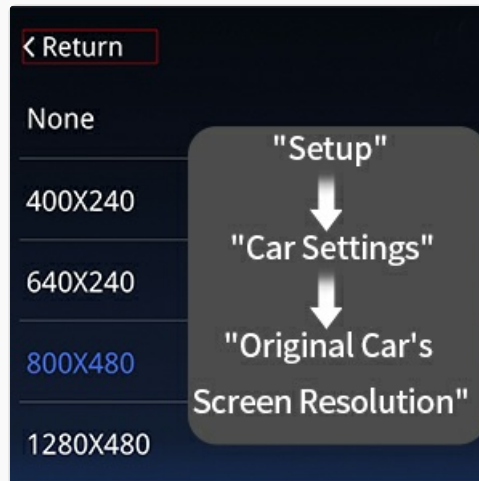 Return
None
400X240
640X240
800X480
1280X480
"Setup"
"Car Settings"
"Original Car's
Screen Resolution"